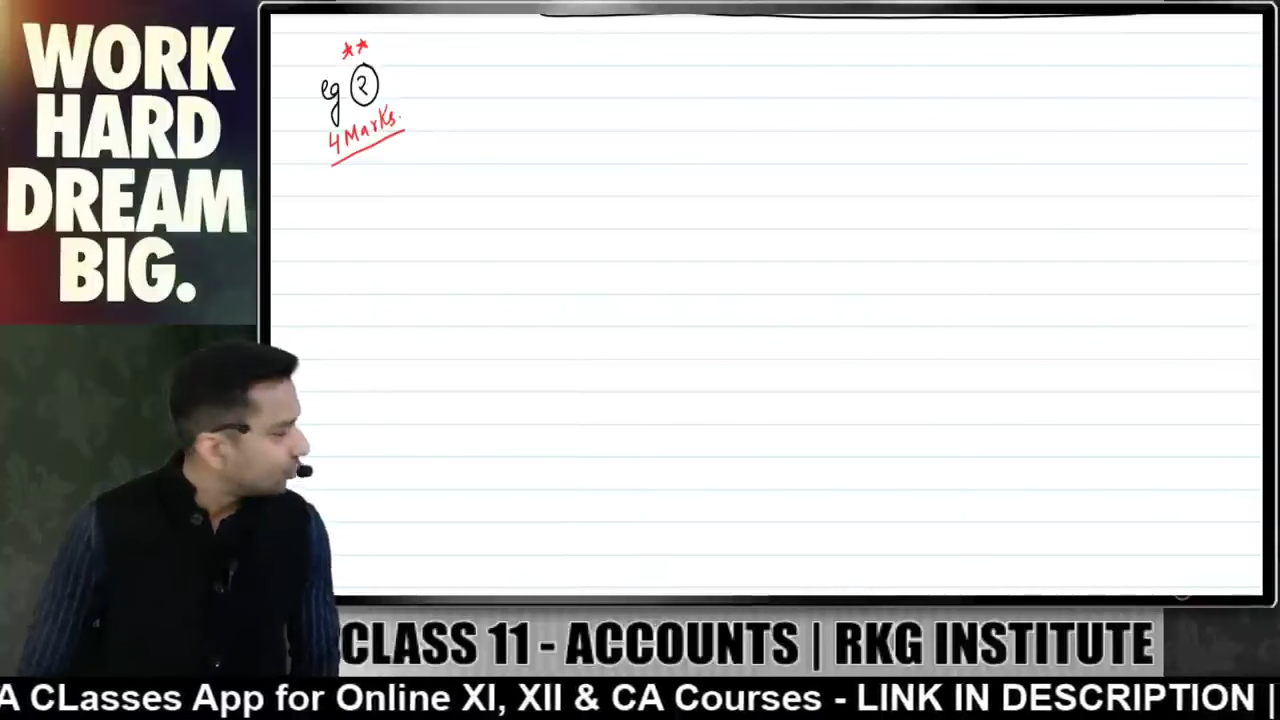 WORK
HARD
DREAM
BIG.
eg 2
4 Marks.
CLASS 11 - ACCOUNTS | RKG INSTITUTE
A CLasses App for Online XI, XII & CA Courses - LINK IN DESCRIPTION |